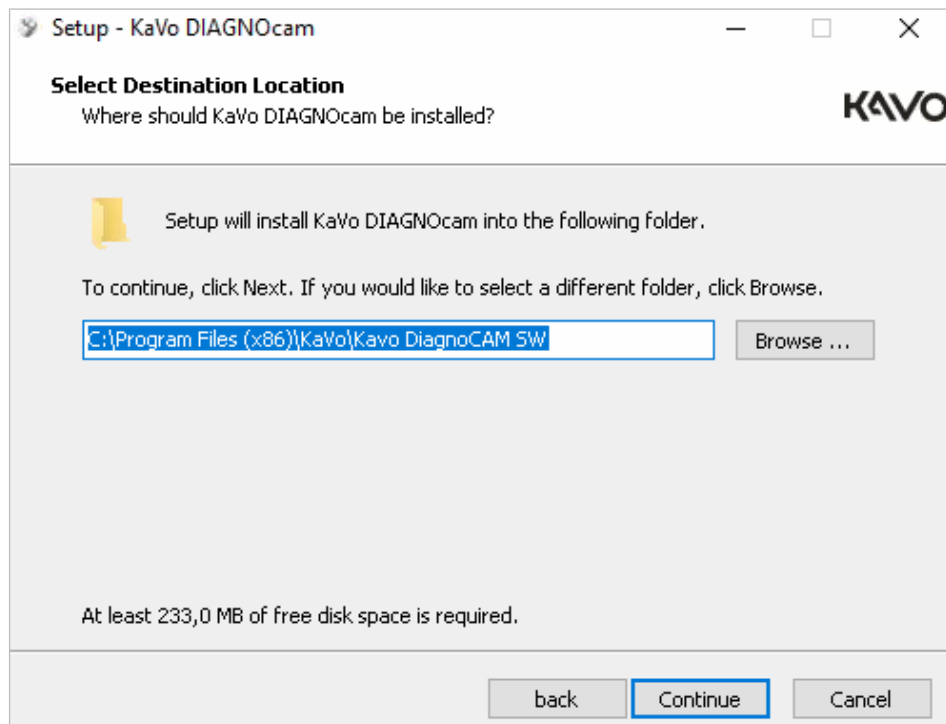 Setup - KaVo DIAGNOcam
Select Destination Location
Where should KaVo DIAGNOcam be installed?
KAVO
Setup will install KaVo DIAGNOcam into the following folder.
To continue, click Next. If you would like to select a different folder, click Browse.
C:\Program Files (x86)\KaVo\Kavo DiagnoCAM SW
Browse ...
At least 233,0 MB of free disk space is required.
back
Continue
Cancel